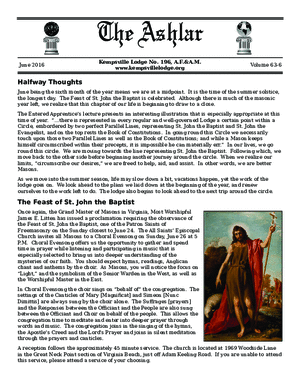 The Ashlar
June 2016
Kempsville Lodge No. 196, A.F.&A.M.
www.kempsvillelodge.org
Volume 63-6
Halfway Thoughts
June being the sixth month of the year means we are at a midpoint. It is the time of the summer solstice,
the longest day. The Feast of St. John the Baptist is celebrated. Although there is much of the masonic
year left, we realize that this chapter of our life is beginning to draw to a close.
The Entered Apprentice's lecture presents an interesting illustration that is especially appropriate at this
time of year. "...there is represented in every regular and well-governed Lodge a certain point within a
Circle, embordered by two perfect Parallel Lines, representing St. John the Baptist and St. John the
Evangelist, and on the top rests the Book of Constitutions. In going round this Circle we necessarily
touch upon these two Parallel Lines as well as the Book of Constitutions; and while a Mason keeps
himself circumscribed within their precepts, it is impossible he can materially err." In our lives, we go
round this circle. We are moving towards the line representing St. John the Baptist. Following which, we
move back to the other side before beginning another journey around the circle. When we realize our
limits, "circumscribe our desires," we are freed to help, aid, and assist. In other words, we are better
Masons.
As we move into the summer season, life may slow down a bit, vacations happen, yet the work of the
lodge goes on. We look ahead to the plans we laid down at the beginning of the year, and renew
ourselves to the work left to do. The lodge also begins to look ahead to the next trip around the circle.
The Feast of St. John the Baptist
Once again, the Grand Master of Masons in Virginia, Most Worshipful
James E. Litten has issued a proclamation requesting the observance of
the Feast of St. John the Baptist, one of the Patron Saints of
Freemasonry on the Sunday closest to June 24. The All Saints' Episcopal
Church invites all Masons to a Choral Evensong on Sunday, June 26 at 5
PM. Choral Evensong offers us the opportunity to gather and spend
time in prayer while listening and participating in music that is
especially selected to bring us into deeper understanding of the
mysteries of our faith. You should expect hymns, readings, Anglican
chant and anthems by the choir. As Masons, you will notice the focus on
"Light," and the symbolism of the Senior Warden in the West, as well as
the Worshipful Master in the East.
In Choral Evensong the choir sings on "behalf of" the congregation. The
setting of the Canticles of Mary [Magnificat] and Simeon [Nunc
Dimittis] are always sung by the choir alone. The Suffrages [prayers]
and the Responses between the Officiant and the People are also sung
between the Officiant and Choir on behalf of the people. This allows the
congregation time to meditate and enter into deeper prayer through
words and music. The congregation joins in the singing of the hymns,
the Apostle's Creed and the Lord's Prayer and joins in silent meditation
through the prayers and canticles.
A reception follows the approximately 45 minute service. The church is located at 1969 Woodside Lane
in the Great Neck Point section of Virginia Beach, just off Adam Keeling Road. If you are unable to attend
this service, please attend a service of your choosing.